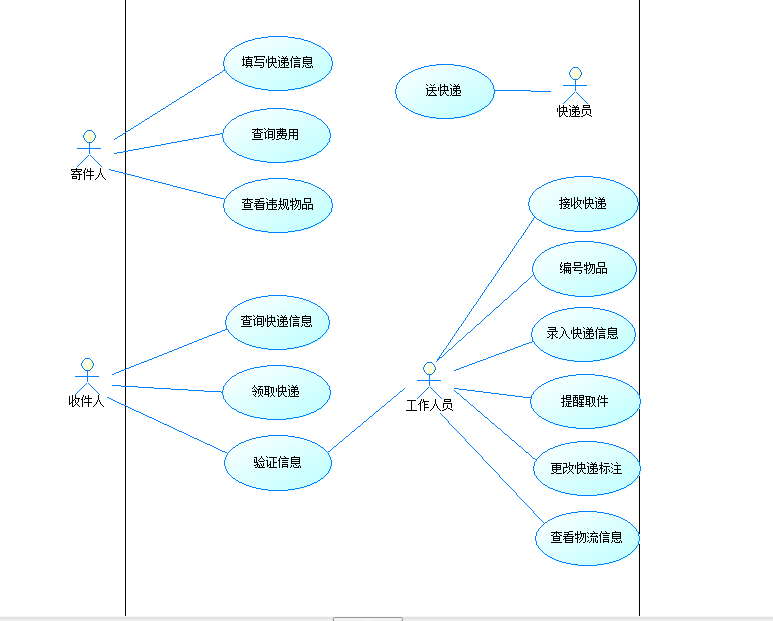 填写快递信息
送快递
快递员
查询费用
寄件人
查看违规物品
接收快递
编号物品
查询快递信息
录入快递信息
收件人
领取快递
工作人员
提醒取件
验证信息
更改快递标注
查看物流信息